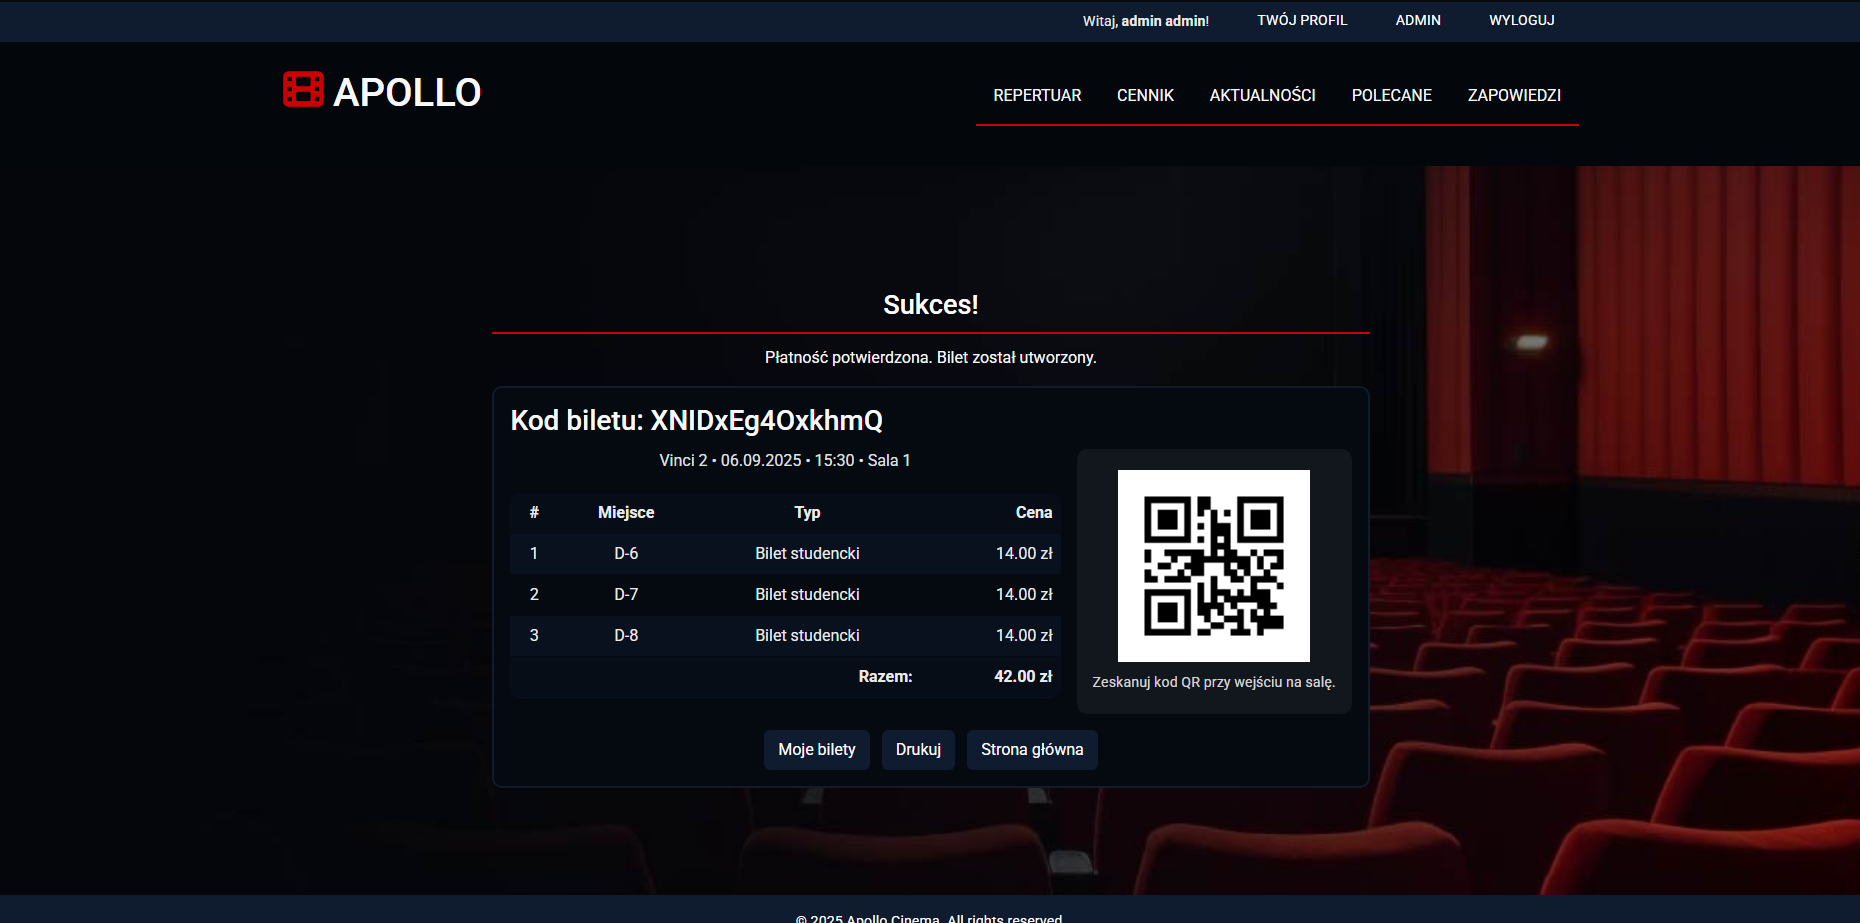 Witaj, admin admin! TWÓJ PROFIL ADMIN WYLOGUJ
APOLLO
REPERTUAR CENNIK AKTUALNOŚCI POLECANE ZAPOWIEDZI
Sukces!
Płatność potwierdzona. Bilet został utworzony.
Kod biletu: XNIDxEg4OxkhmQ
Vinci 2 • 06.09.2025 • 15:30 • Sala 1
# Miejsce Typ Cena
1 D-6 Bilet studencki 14.00 zł
2 D-7 Bilet studencki 14.00 zł
3 D-8 Bilet studencki 14.00 zł
Razem: 42.00 zł
Zeskanuj kod QR przy wejściu na salę.
Moje bilety Drukuj Strona główna
© 2025 Apollo Cinema. All rights reserved